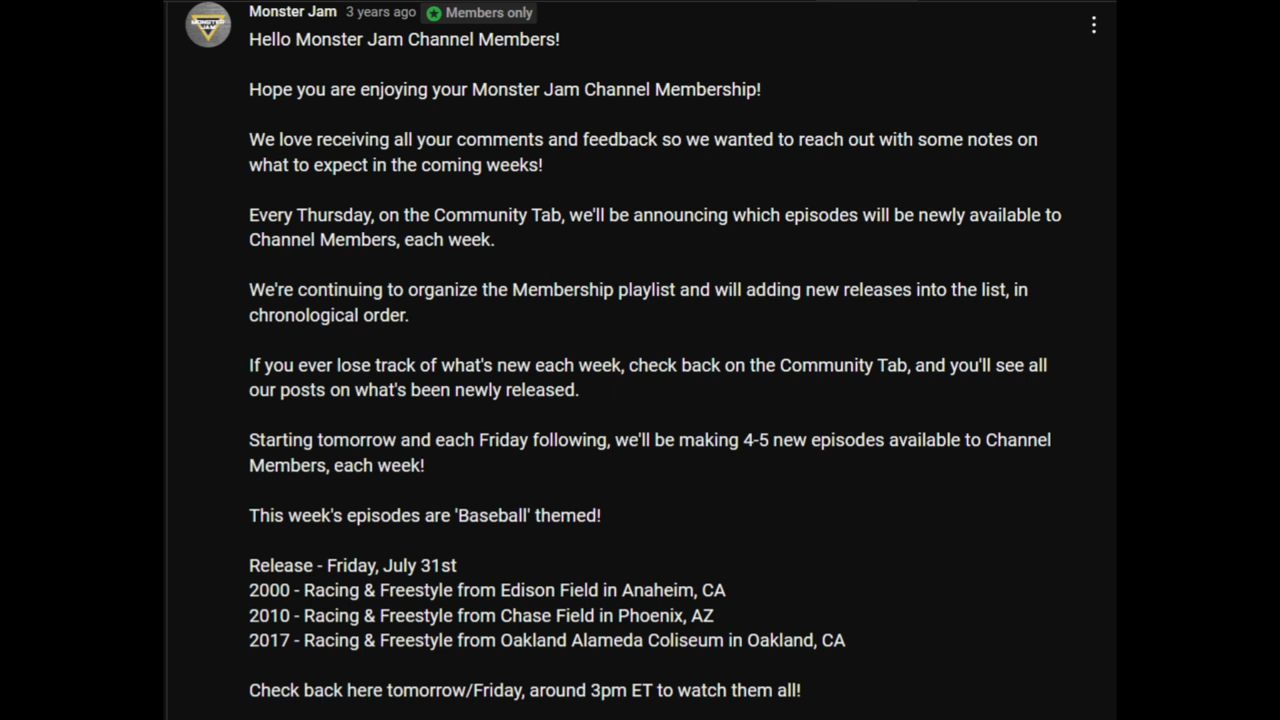 Monster Jam 3 years ago Members only
Hello Monster Jam Channel Members!
Hope you are enjoying your Monster Jam Channel Membership!
We love receiving all your comments and feedback so we wanted to reach out with some notes on
what to expect in the coming weeks!
Every Thursday, on the Community Tab, we'll be announcing which episodes will be newly available to
Channel Members, each week.
We're continuing to organize the Membership playlist and will adding new releases into the list, in
chronological order.
If you ever lose track of what's new each week, check back on the Community Tab, and you'll see all
our posts on what's been newly released.
Starting tomorrow and each Friday following, we'll be making 4-5 new episodes available to Channel
Members, each week!
This week's episodes are 'Baseball' themed!
Release - Friday, July 31st
2000 - Racing & Freestyle from Edison Field in Anaheim, CA
2010 - Racing & Freestyle from Chase Field in Phoenix, AZ
2017 - Racing & Freestyle from Oakland Alameda Coliseum in Oakland, CA
Check back here tomorrow/Friday, around 3pm ET to watch them all!
MONSTER
JAM